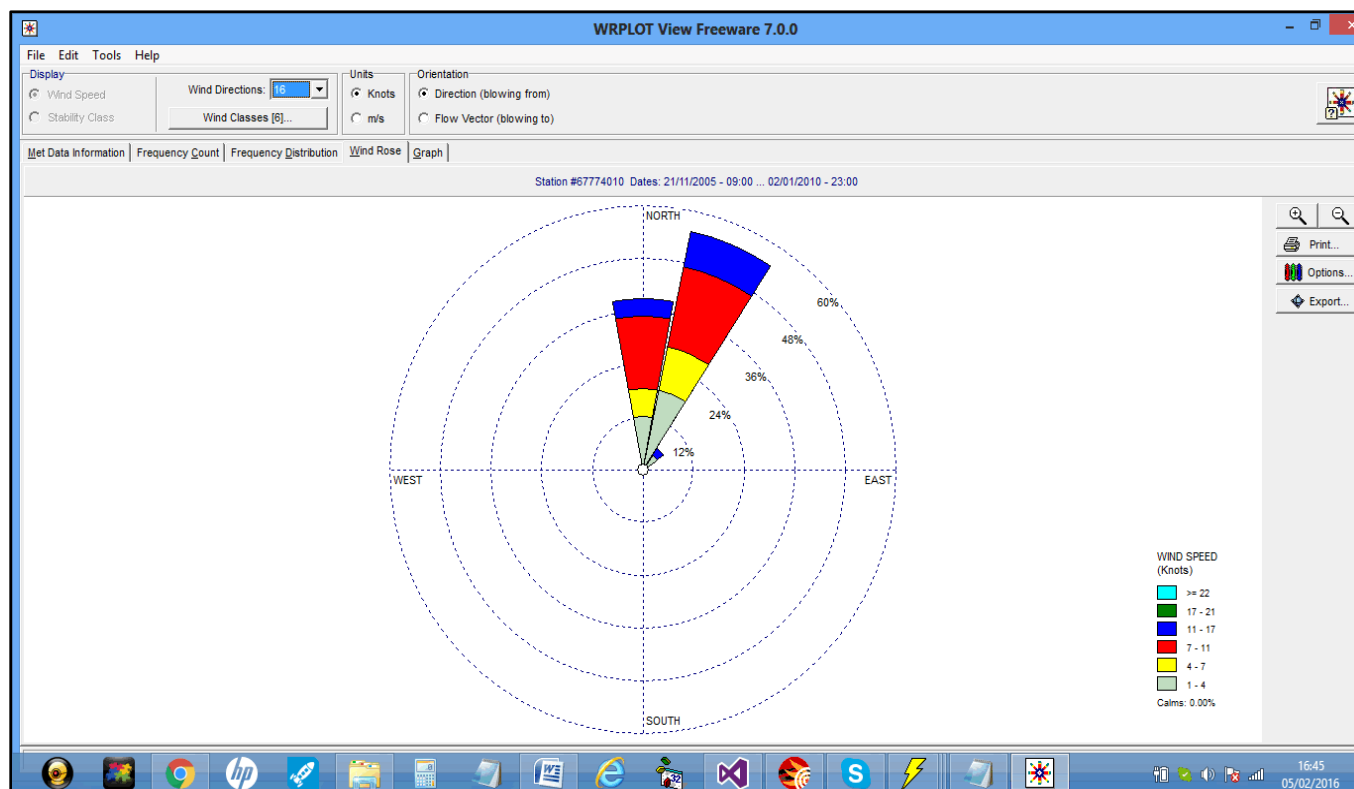 WRPLOT View Freeware 7.0.0
File Edit Tools Help
Display
Wind Speed
Stability Class
Wind Directions: 16
Wind Classes [6]...
Units
Knots
m/s
Orientation
Direction (blowing from)
Flow Vector (blowing to)
Met Data Information Frequency Count Frequency Distribution Wind Rose Graph
Station #67774010 Dates: 21/11/2005 - 09:00 ... 02/01/2010 - 23:00
NORTH
60%
48%
36%
24%
12%
WEST
EAST
SOUTH
Print...
Options...
Export...
WIND SPEED
(Knots)
>= 22
17 - 21
11 - 17
7 - 11
4 - 7
1 - 4
Calms: 0.00%
hp
32
16:45
05/02/2016